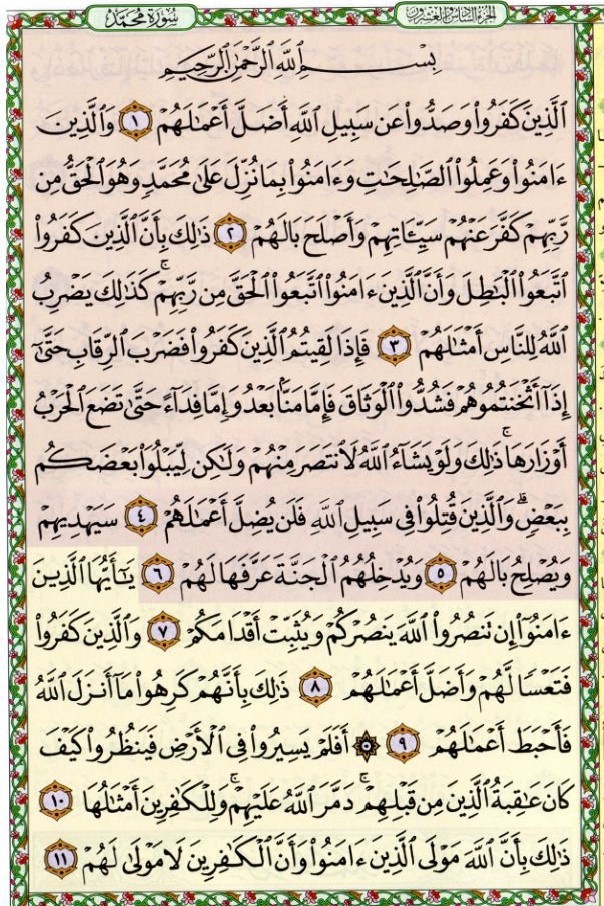 سُورَةُ مُحَمَّد
الجزء السادس والعشرون
بِسْمِ ٱللَّهِ ٱلرَّحْمَٰنِ ٱلرَّحِيمِ
ٱلَّذِينَ كَفَرُوا۟ وَصَدُّوا۟ عَن سَبِيلِ ٱللَّهِ أَضَلَّ أَعْمَٰلَهُمْ ١ وَٱلَّذِينَ
ءَامَنُوا۟ وَعَمِلُوا۟ ٱلصَّٰلِحَٰتِ وَءَامَنُوا۟ بِمَا نُزِّلَ عَلَىٰ مُحَمَّدٍ وَهُوَ ٱلْحَقُّ مِن
رَّبِّهِمْ كَفَّرَ عَنْهُمْ سَيِّـَٔاتِهِمْ وَأَصْلَحَ بَالَهُمْ ٢ ذَٰلِكَ بِأَنَّ ٱلَّذِينَ كَفَرُوا۟
ٱتَّبَعُوا۟ ٱلْبَٰطِلَ وَأَنَّ ٱلَّذِينَ ءَامَنُوا۟ ٱتَّبَعُوا۟ ٱلْحَقَّ مِن رَّبِّهِمْ ۚ كَذَٰلِكَ يَضْرِبُ
ٱللَّهُ لِلنَّاسِ أَمْثَٰلَهُمْ ٣ فَإِذَا لَقِيتُمُ ٱلَّذِينَ كَفَرُوا۟ فَضَرْبَ ٱلرِّقَابِ حَتَّىٰٓ
إِذَآ أَثْخَنتُمُوهُمْ فَشُدُّوا۟ ٱلْوَثَاقَ فَإِمَّا مَنًّۢا بَعْدُ وَإِمَّا فِدَآءً حَتَّىٰ تَضَعَ ٱلْحَرْبُ
أَوْزَارَهَا ۚ ذَٰلِكَ وَلَوْ يَشَآءُ ٱللَّهُ لَٱنتَصَرَ مِنْهُمْ وَلَٰكِن لِّيَبْلُوَا۟ بَعْضَكُم
بِبَعْضٍ ۗ وَٱلَّذِينَ قُتِلُوا۟ فِى سَبِيلِ ٱللَّهِ فَلَن يُضِلَّ أَعْمَٰلَهُمْ ٤ سَيَهْدِيهِمْ
وَيُصْلِحُ بَالَهُمْ ٥ وَيُدْخِلُهُمُ ٱلْجَنَّةَ عَرَّفَهَا لَهُمْ ٦ يَٰٓأَيُّهَا ٱلَّذِينَ
ءَامَنُوٓا۟ إِن تَنصُرُوا۟ ٱللَّهَ يَنصُرْكُمْ وَيُثَبِّتْ أَقْدَامَكُمْ ٧ وَٱلَّذِينَ كَفَرُوا۟
فَتَعْسًا لَّهُمْ وَأَضَلَّ أَعْمَٰلَهُمْ ٨ ذَٰلِكَ بِأَنَّهُمْ كَرِهُوا۟ مَآ أَنزَلَ ٱللَّهُ
فَأَحْبَطَ أَعْمَٰلَهُمْ ٩ ۞ أَفَلَمْ يَسِيرُوا۟ فِى ٱلْأَرْضِ فَيَنظُرُوا۟ كَيْفَ
كَانَ عَٰقِبَةُ ٱلَّذِينَ مِن قَبْلِهِمْ ۚ دَمَّرَ ٱللَّهُ عَلَيْهِمْ ۖ وَلِلْكَٰفِرِينَ أَمْثَٰلُهَا ١٠
ذَٰلِكَ بِأَنَّ ٱللَّهَ مَوْلَى ٱلَّذِينَ ءَامَنُوا۟ وَأَنَّ ٱلْكَٰفِرِينَ لَا مَوْلَىٰ لَهُمْ ١١